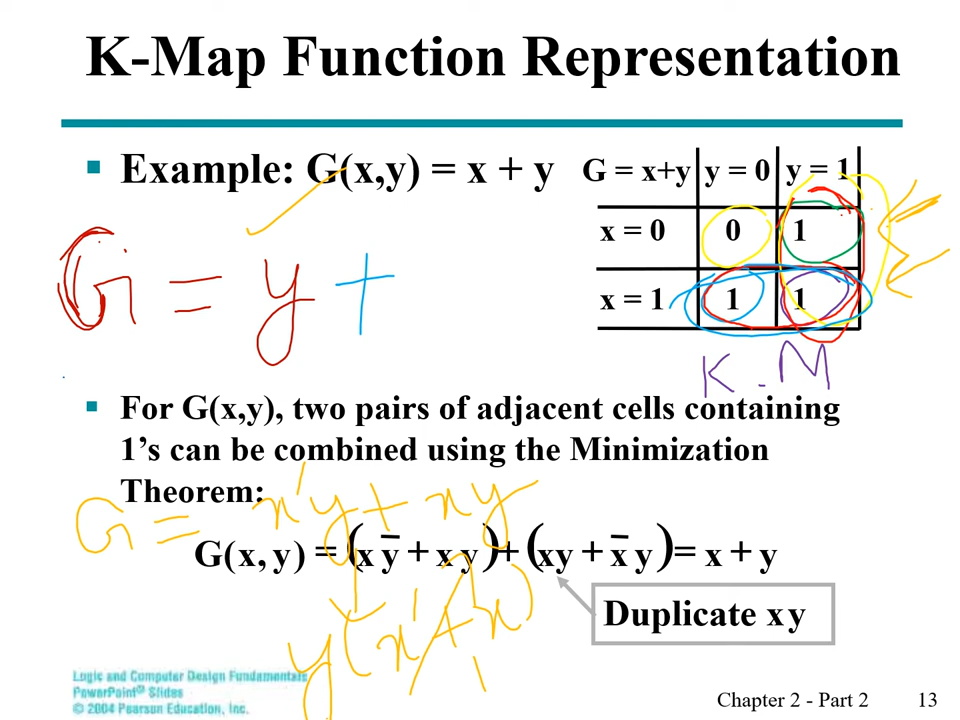 K-Map Function Representation
Example: G(x,y) = x + y
G = x+y y = 0 y = 1
x = 0 0 1
x = 1 1 1
G = y +
K . M
For G(x,y), two pairs of adjacent cells containing
1’s can be combined using the Minimization
Theorem:
G = x'y + xy
G(x, y) = (x y̅ + x y) + (xy + x̅ y) = x + y
y(x' + x)
1
Duplicate xy
Logic and Computer Design Fundamentals
PowerPoint® Slides
© 2004 Pearson Education, Inc.
Chapter 2 - Part 2 13